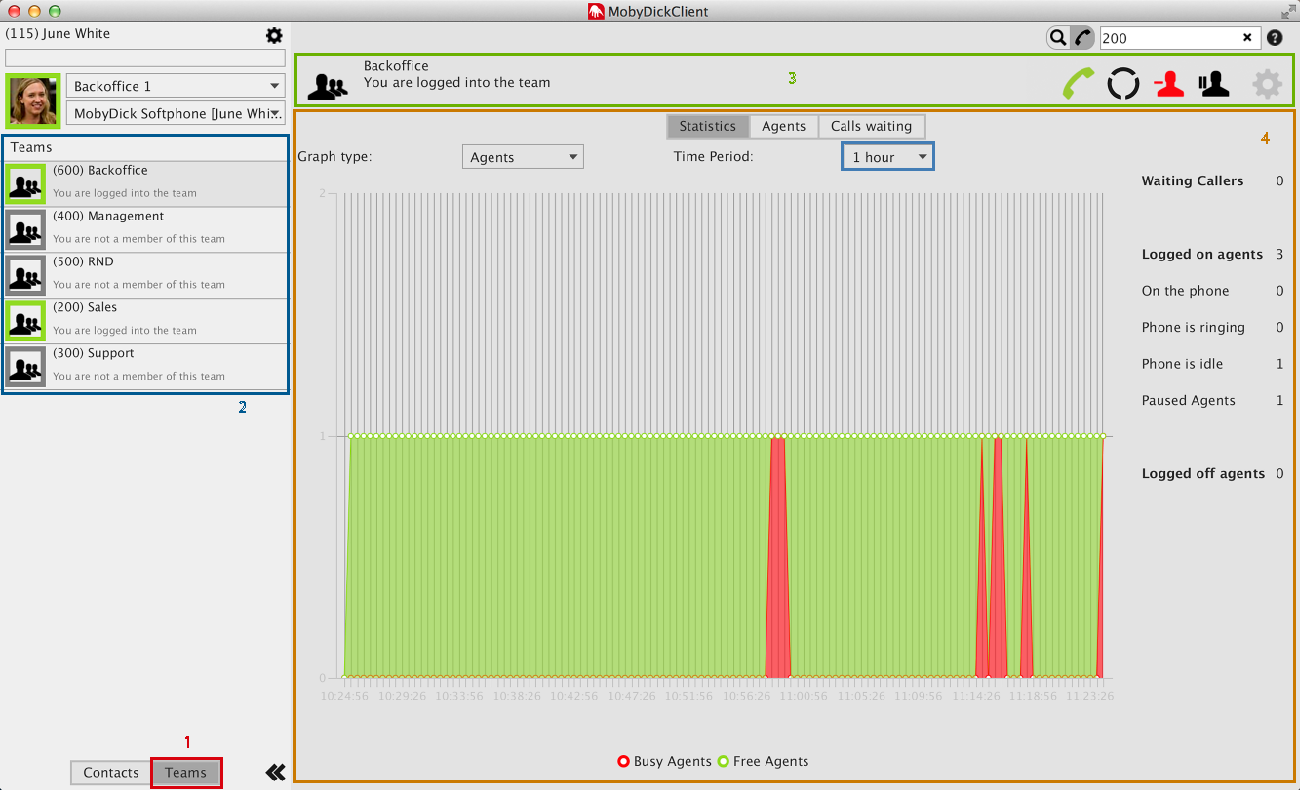 MobyDickClient
(115) June White
200
Backoffice 1
MobyDick Softphone [June Whi...
Backoffice
You are logged into the team
3
Teams
(600) Backoffice
You are logged into the team
(400) Management
You are not a member of this team
(500) RND
You are not a member of this team
(200) Sales
You are logged into the team
(300) Support
You are not a member of this team
2
Statistics Agents Calls waiting
4
Graph type: Agents Time Period: 1 hour
2
1
0
10:24:56 10:29:26 10:33:56 10:38:26 10:42:56 10:47:26 10:51:56 10:56:26 11:00:56 11:05:26 11:09:56 11:14:26 11:18:56 11:23:26
Busy Agents Free Agents
Waiting Callers 0
Logged on agents 3
On the phone 0
Phone is ringing 0
Phone is idle 1
Paused Agents 1
Logged off agents 0
1
Contacts Teams